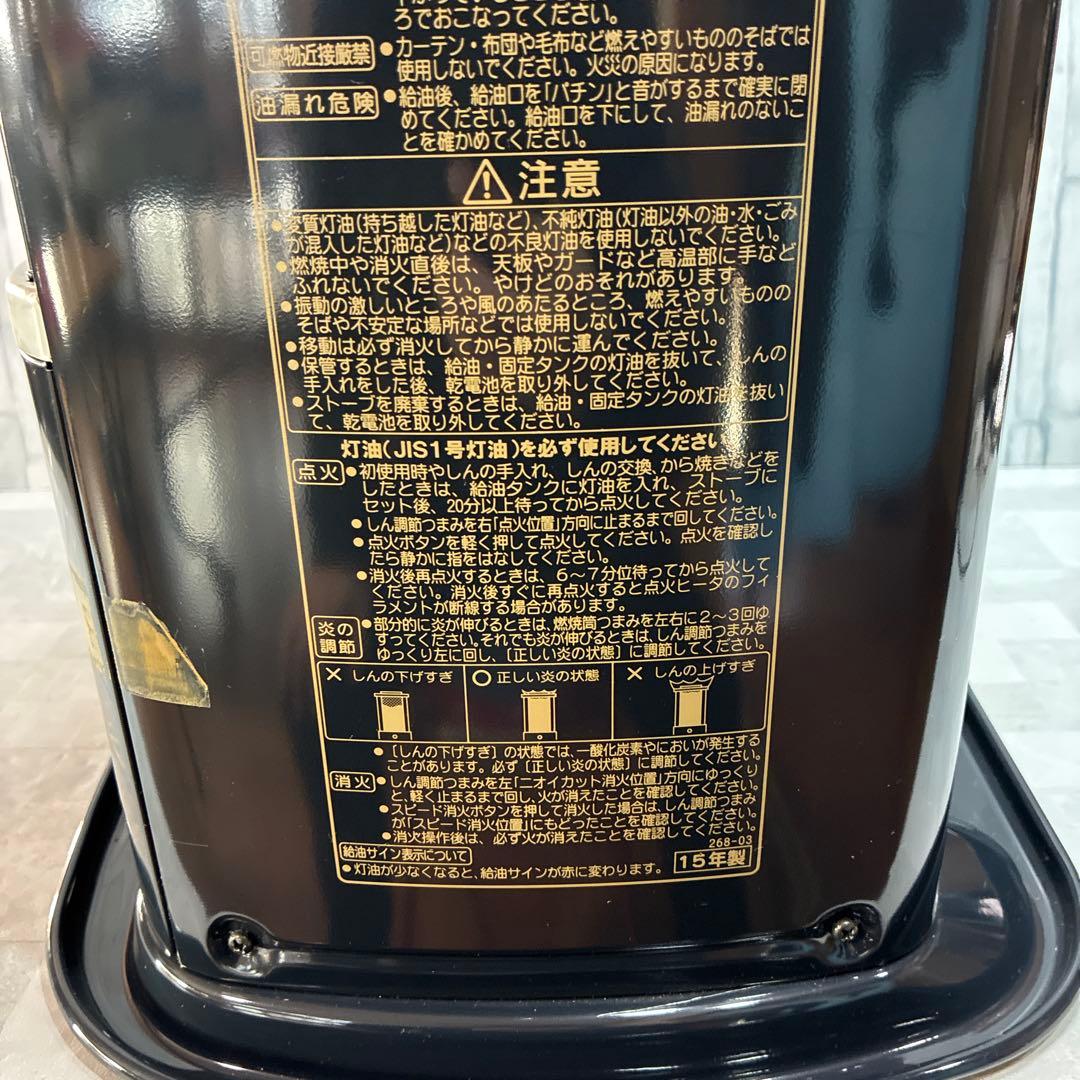 ろでおこなってください。
可燃物近接厳禁
●カーテン・布団や毛布など燃えやすいもののそばでは
使用しないでください。火災の原因になります。
油漏れ危険
●給油後、給油口を「パチン」と音がするまで確実に閉
めてください。給油口を下にして、油漏れのないこ
とを確かめてください。
注意
●変質灯油(持ち越した灯油など)、不純灯油(灯油以外の油・水・ごみ
が混入した灯油など)などの不良灯油を使用しないでください。
●燃焼中や消火直後は、天板やガードなど高温部に手など
ふれないでください。やけどのおそれがあります。
●振動の激しいところや風のあたるところ、燃えやすいものの
そばや不安定な場所などでは使用しないでください。
●移動は必ず消火してから静かに運んでください。
●保管するときは、給油・固定タンクの灯油を抜いて、しんの
手入れをした後、乾電池を取り外してください。
●ストーブを廃棄するときは、給油・固定タンクの灯油を抜い
て、乾電池を取り外してください。
灯油(JIS1号灯油)を必ず使用してください
点火
●初使用時やしんの手入れ、しんの交換、から焼きなどを
したときは、給油タンクに灯油を入れ、ストーブに
セット後、20分以上待ってから点火してください。
●しん調節つまみを右「点火位置」方向に止まるまで回してください。
●点火ボタンを軽く押して点火してください。点火を確認し
たら静かに指をはなしてください。
●消火後再点火するときは、6～7分位待ってから点火して
ください。消火後すぐに再点火すると点火ヒータのフィ
ラメントが断線する場合があります。
炎の
調節
●部分的に炎が伸びるときは、燃焼筒つまみを左右に2～3回ゆ
すってください。それでも炎が伸びるときは、しん調節つまみを
ゆっくり左に回し、〔正しい炎の状態〕に調節してください。
× しんの下げすぎ
○ 正しい炎の状態
× しんの上げすぎ
●〔しんの下げすぎ〕の状態では、一酸化炭素やにおいが発生する
ことがあります。必ず〔正しい炎の状態〕に調節してください。
消火
●しん調節つまみを左「ニオイカット消火位置」方向にゆっくり
と、軽く止まるまで回し、火が消えたことを確認してください。
●スピード消火ボタンを押して消火した場合は、しん調節つまみ
が「スピード消火位置」にもどったことを確認してください。
●消火操作後は、必ず火が消えたことを確認してください。
268-03
給油サイン表示について
●灯油が少なくなると、給油サインが赤に変わります。
15年製